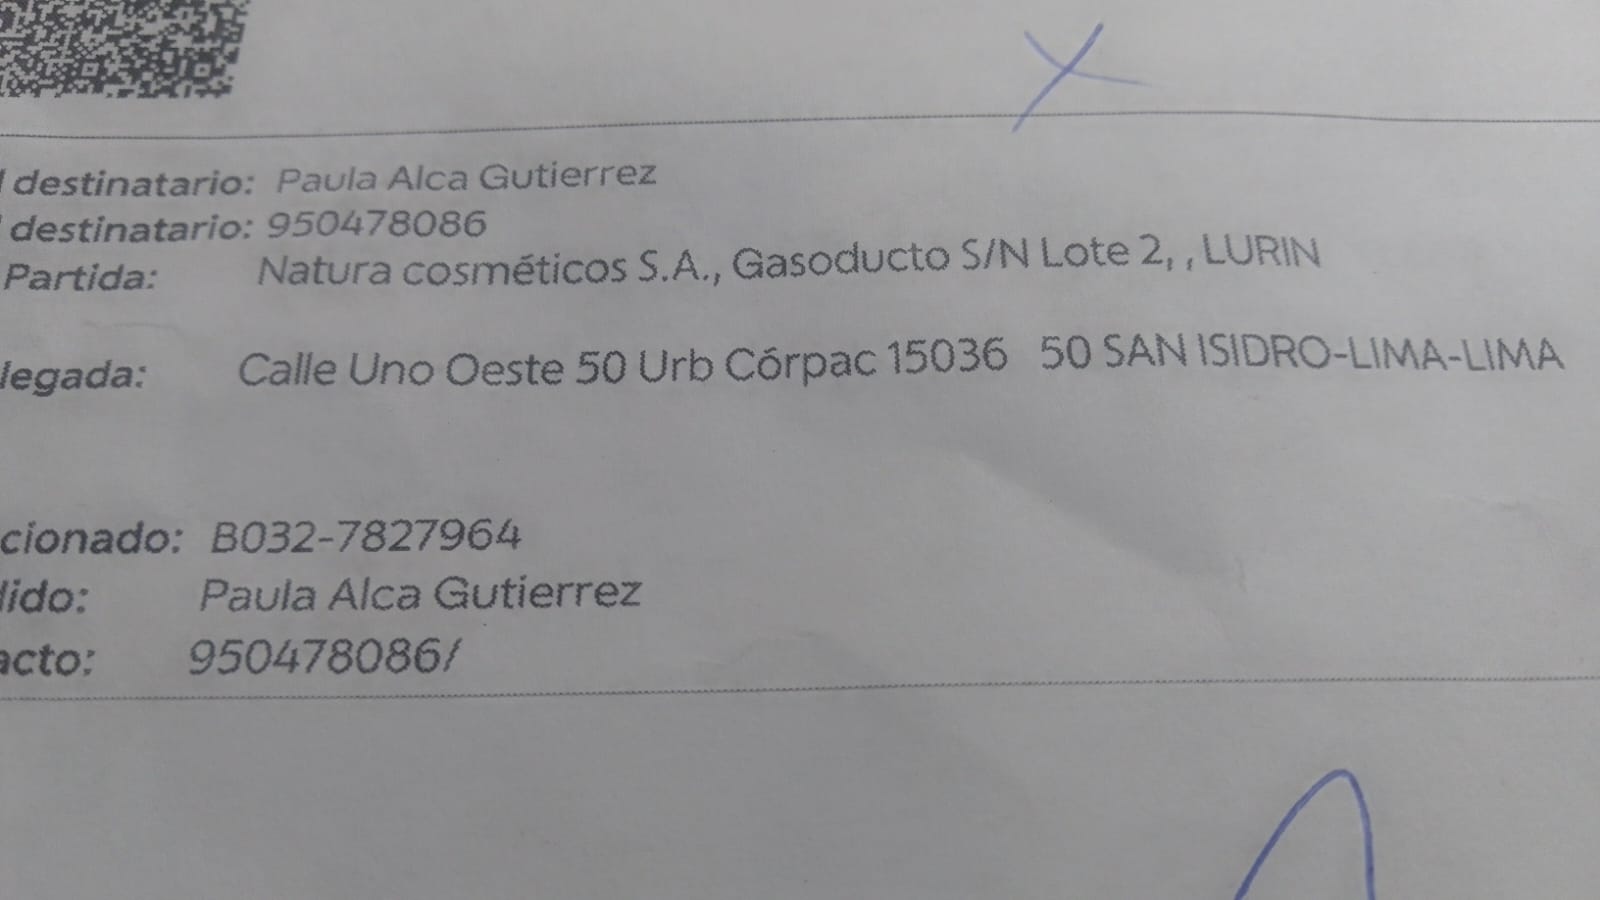 destinatario: Paula Alca Gutierrez
destinatario: 950478086
Partida: Natura cosméticos S.A., Gasoducto S/N Lote 2, , LURIN
legada: Calle Uno Oeste 50 Urb Córpac 15036 50 SAN ISIDRO-LIMA-LIMA
cionado: B032-7827964
dido: Paula Alca Gutierrez
acto: 950478086/